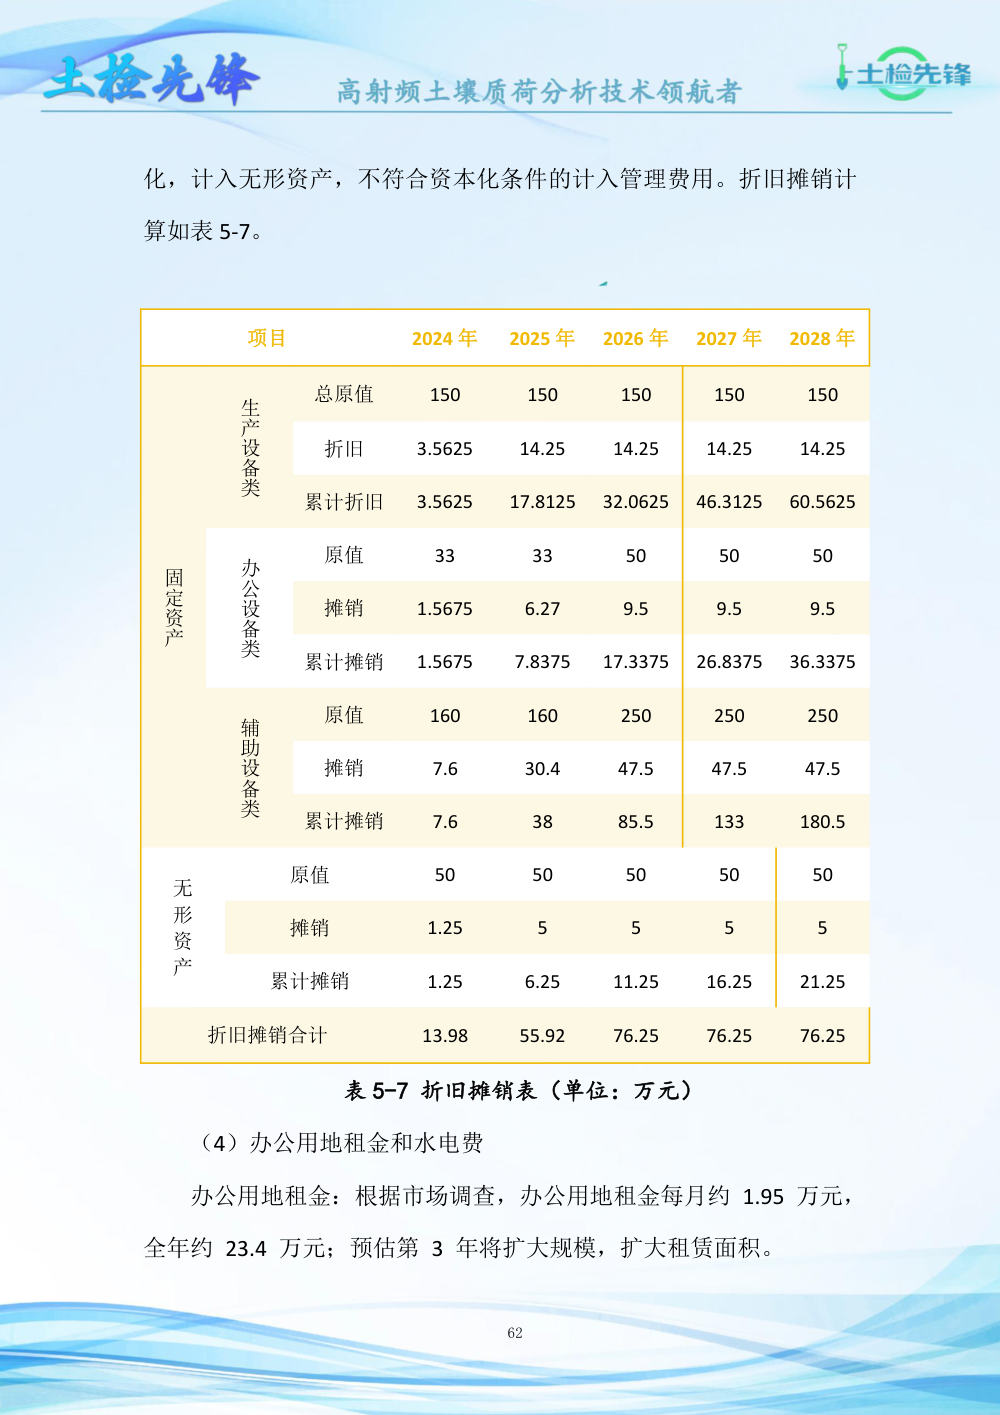 土检先锋
高射频土壤质荷分析技术领航者
土检先锋
化，计入无形资产，不符合资本化条件的计入管理费用。折旧摊销计
算如表 5-7。
项目 2024 年 2025 年 2026 年 2027 年 2028 年
固定资产
生产设备类
总原值 150 150 150 150 150
折旧 3.5625 14.25 14.25 14.25 14.25
累计折旧 3.5625 17.8125 32.0625 46.3125 60.5625
办公设备类
原值 33 33 50 50 50
摊销 1.5675 6.27 9.5 9.5 9.5
累计摊销 1.5675 7.8375 17.3375 26.8375 36.3375
辅助设备类
原值 160 160 250 250 250
摊销 7.6 30.4 47.5 47.5 47.5
累计摊销 7.6 38 85.5 133 180.5
无形资产
原值 50 50 50 50 50
摊销 1.25 5 5 5 5
累计摊销 1.25 6.25 11.25 16.25 21.25
折旧摊销合计 13.98 55.92 76.25 76.25 76.25
表 5-7 折旧摊销表（单位：万元）
（4）办公用地租金和水电费
办公用地租金：根据市场调查，办公用地租金每月约 1.95 万元，
全年约 23.4 万元；预估第 3 年将扩大规模，扩大租赁面积。
62